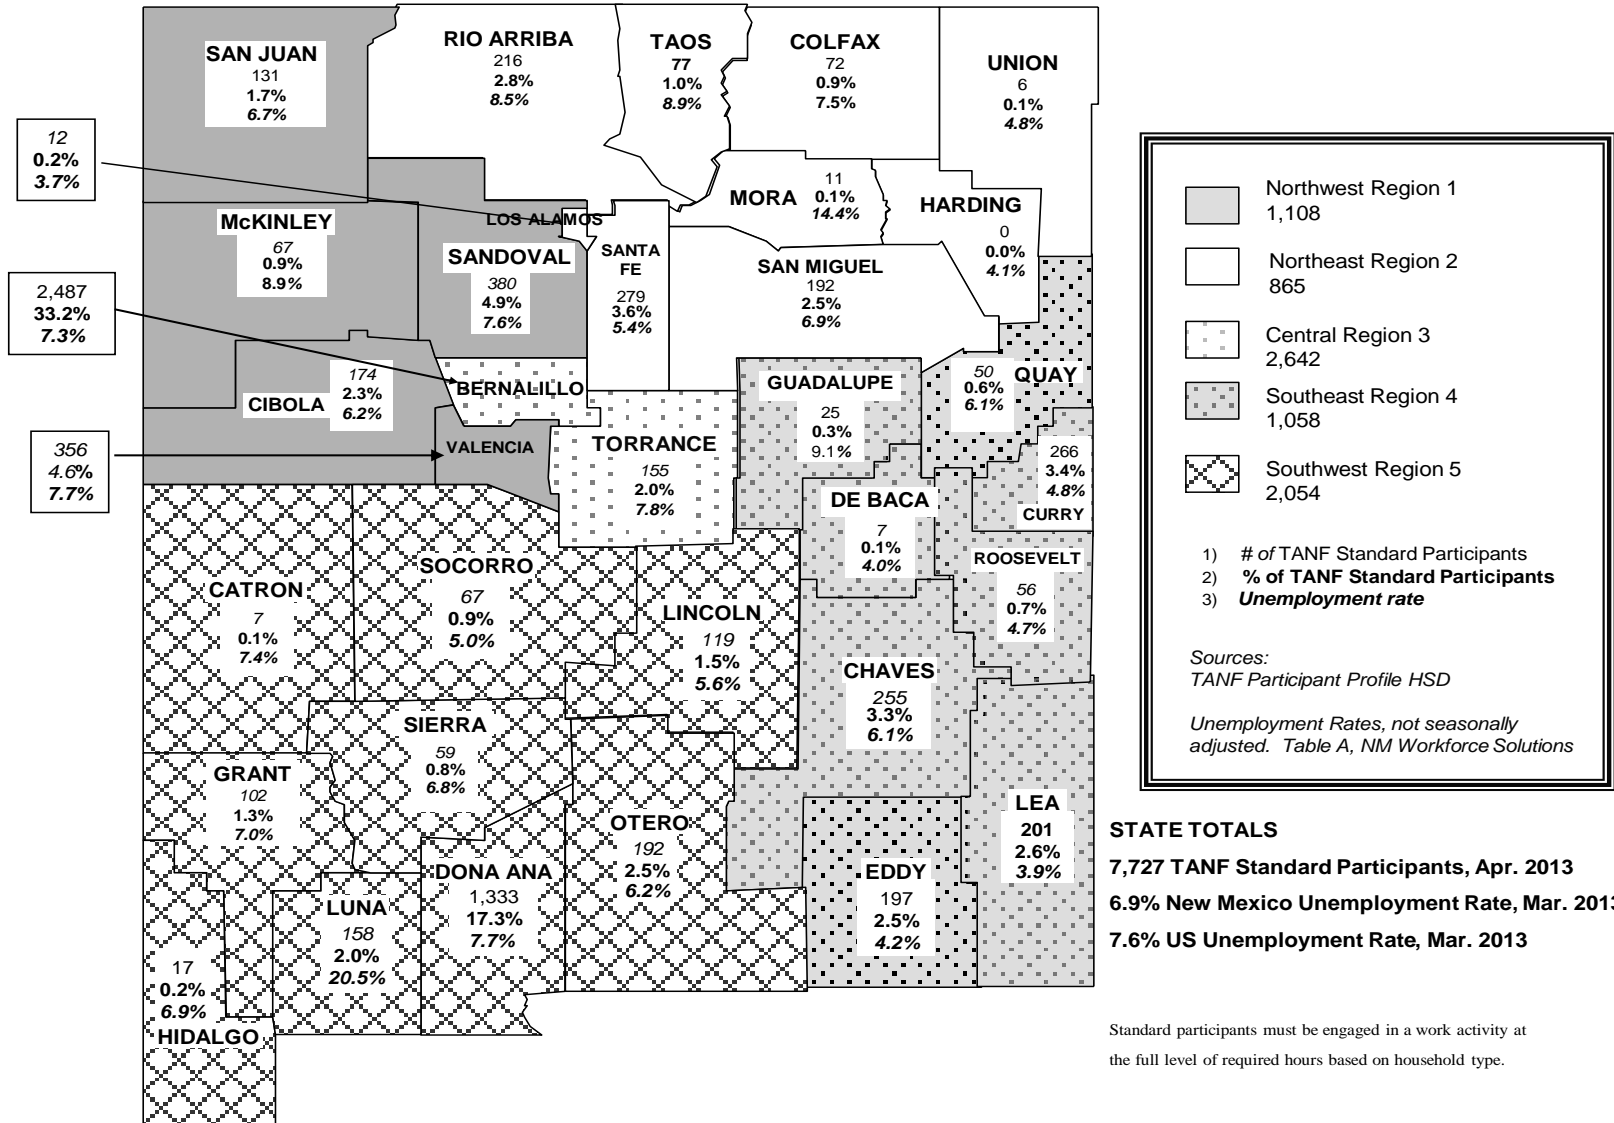 SAN JUAN
131
1.7%
6.7%
RIO ARRIBA
216
2.8%
8.5%
TAOS
77
1.0%
8.9%
COLFAX
72
0.9%
7.5%
UNION
6
0.1%
4.8%
12
0.2%
3.7%
LOS ALAMOS
MORA
11
0.1%
14.4%
HARDING
0
0.0%
4.1%
McKINLEY
67
0.9%
8.9%
SANDOVAL
380
4.9%
7.6%
SANTA
FE
279
3.6%
5.4%
SAN MIGUEL
192
2.5%
6.9%
2,487
33.2%
7.3%
BERNALILLO
CIBOLA
174
2.3%
6.2%
GUADALUPE
25
0.3%
9.1%
QUAY
50
0.6%
6.1%
356
4.6%
7.7%
VALENCIA
TORRANCE
155
2.0%
7.8%
DE BACA
7
0.1%
4.0%
266
3.4%
4.8%
CURRY
ROOSEVELT
56
0.7%
4.7%
CATRON
7
0.1%
7.4%
SOCORRO
67
0.9%
5.0%
LINCOLN
119
1.5%
5.6%
CHAVES
255
3.3%
6.1%
SIERRA
59
0.8%
6.8%
GRANT
102
1.3%
7.0%
OTERO
192
2.5%
6.2%
LEA
201
2.6%
3.9%
DONA ANA
1,333
17.3%
7.7%
EDDY
197
2.5%
4.2%
LUNA
158
2.0%
20.5%
17
0.2%
6.9%
HIDALGO
Northwest Region 1
1,108
Northeast Region 2
865
Central Region 3
2,642
Southeast Region 4
1,058
Southwest Region 5
2,054
1) # of TANF Standard Participants
2) % of TANF Standard Participants
3) Unemployment rate
Sources:
TANF Participant Profile HSD
Unemployment Rates, not seasonally
adjusted. Table A, NM Workforce Solutions
STATE TOTALS
7,727 TANF Standard Participants, Apr. 2013
6.9% New Mexico Unemployment Rate, Mar. 2013
7.6% US Unemployment Rate, Mar. 2013
Standard participants must be engaged in a work activity at
the full level of required hours based on household type.